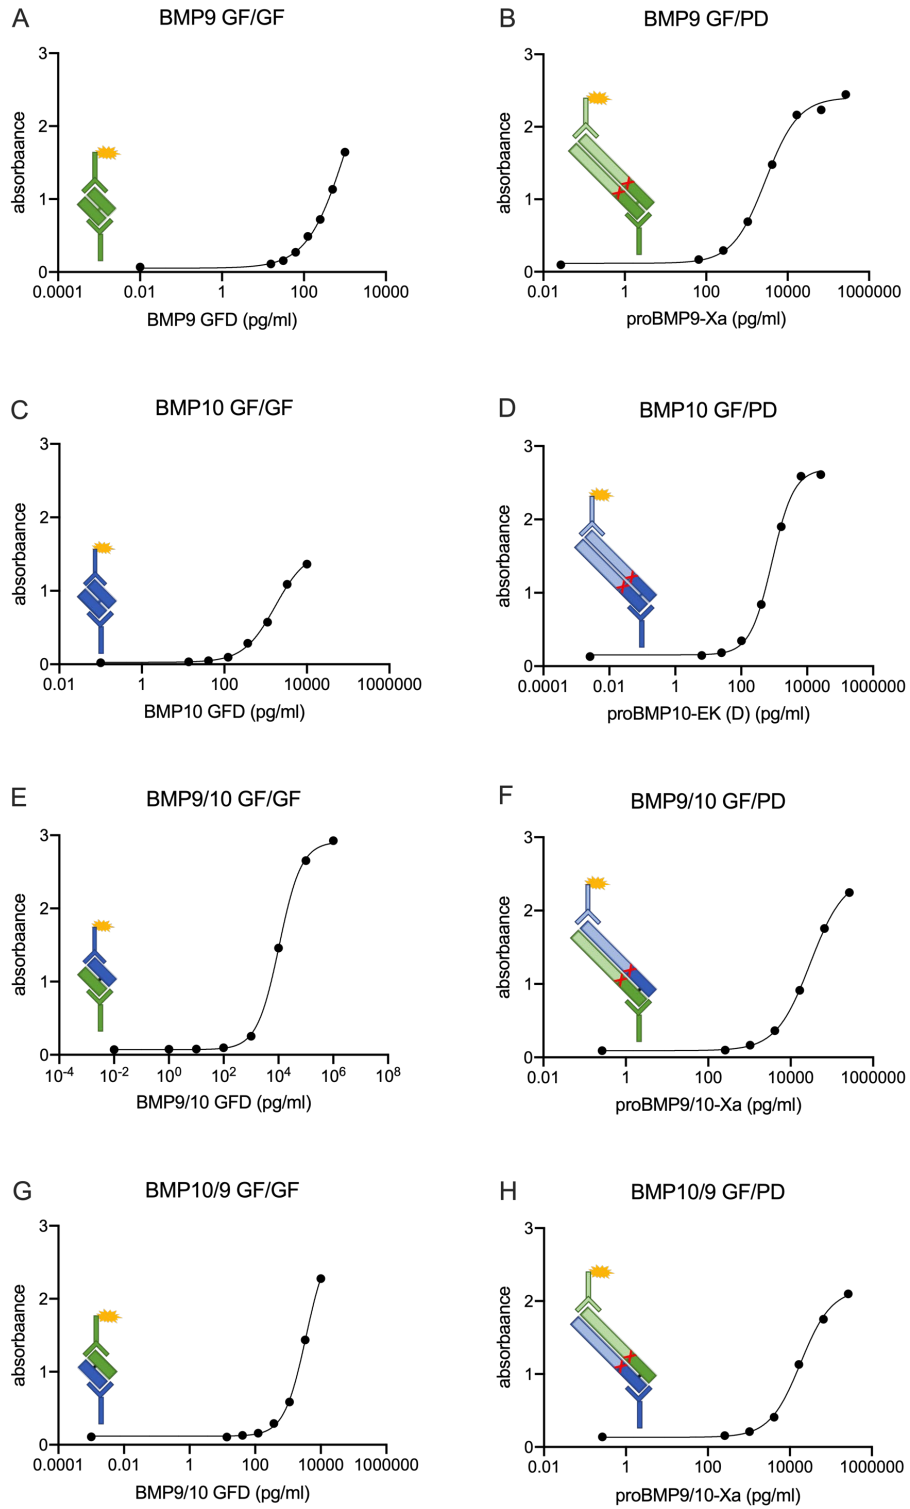 A
BMP9 GF/GF
absorbaance
3
2
1
0
0.0001
0.01
1
100
10000
BMP9 GFD (pg/ml)
B
BMP9 GF/PD
absorbaance
3
2
1
0
0.01
1
100
10000
1000000
proBMP9-Xa (pg/ml)
C
BMP10 GF/GF
absorbaance
3
2
1
0
0.01
1
100
10000
1000000
BMP10 GFD (pg/ml)
D
BMP10 GF/PD
absorbaance
3
2
1
0
0.0001
0.01
1
100
10000
1000000
proBMP10-EK (D) (pg/ml)
E
BMP9/10 GF/GF
absorbaance
3
2
1
0
10-4
10-2
100
102
104
106
108
BMP9/10 GFD (pg/ml)
F
BMP9/10 GF/PD
absorbaance
3
2
1
0
0.01
1
100
10000
1000000
proBMP9/10-Xa (pg/ml)
G
BMP10/9 GF/GF
absorbaance
3
2
1
0
0.0001
0.01
1
100
10000
1000000
BMP9/10 GFD (pg/ml)
H
BMP10/9 GF/PD
absorbaance
3
2
1
0
0.01
1
100
10000
1000000
proBMP9/10-Xa (pg/ml)